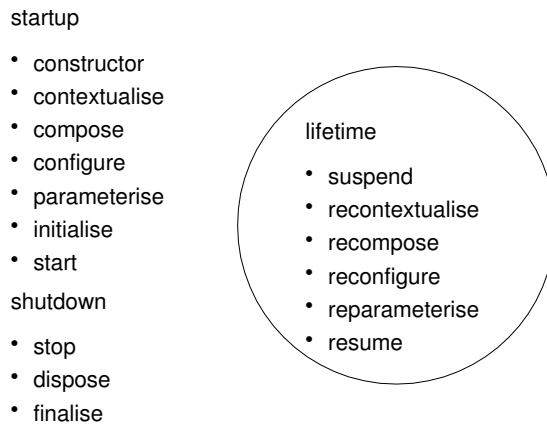 startup
• constructor
• contextualise
• compose
• configure
• parameterise
• initialise
• start
shutdown
• stop
• dispose
• finalise
lifetime
• suspend
• recontextualise
• recompose
• reconfigure
• reparameterise
• resume